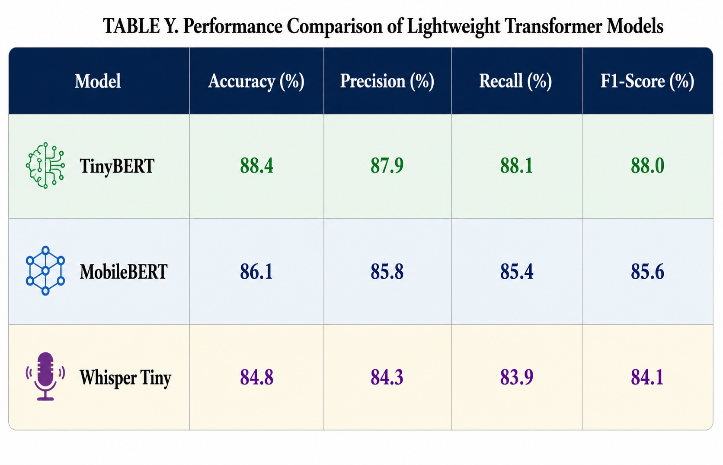 TABLE Y. Performance Comparison of Lightweight Transformer Models
Model Accuracy (%) Precision (%) Recall (%) F1-Score (%)
TinyBERT 88.4 87.9 88.1 88.0
MobileBERT 86.1 85.8 85.4 85.6
Whisper Tiny 84.8 84.3 83.9 84.1